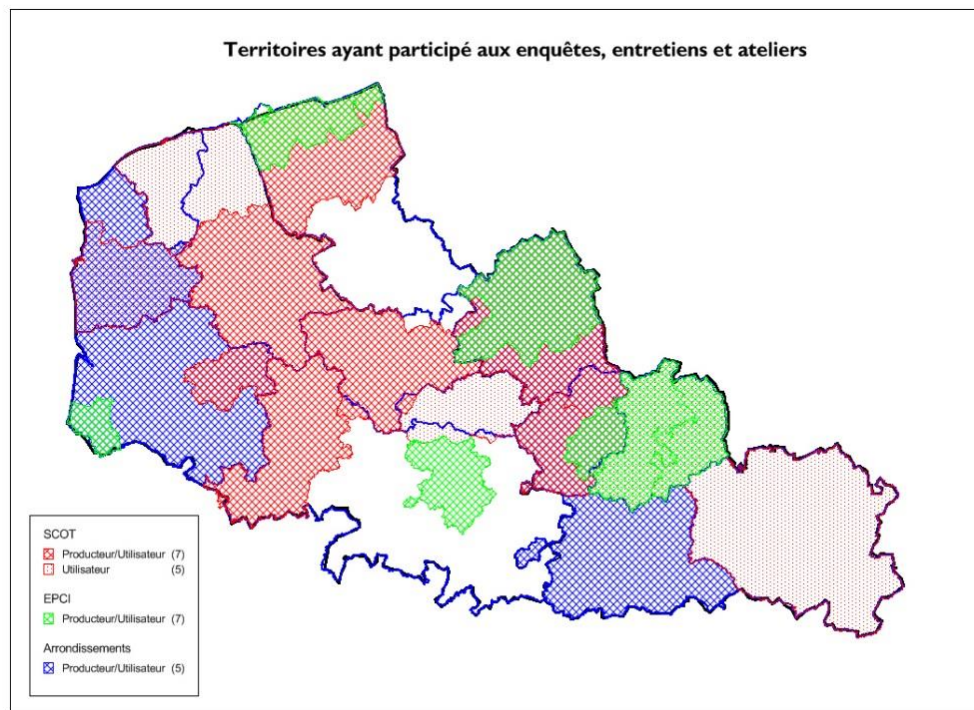 Territoires ayant participé aux enquêtes, entretiens et ateliers
SCOT
Producteur/Utilisateur (7)
Utilisateur (5)
EPCI
Producteur/Utilisateur (7)
Arrondissements
Producteur/Utilisateur (5)